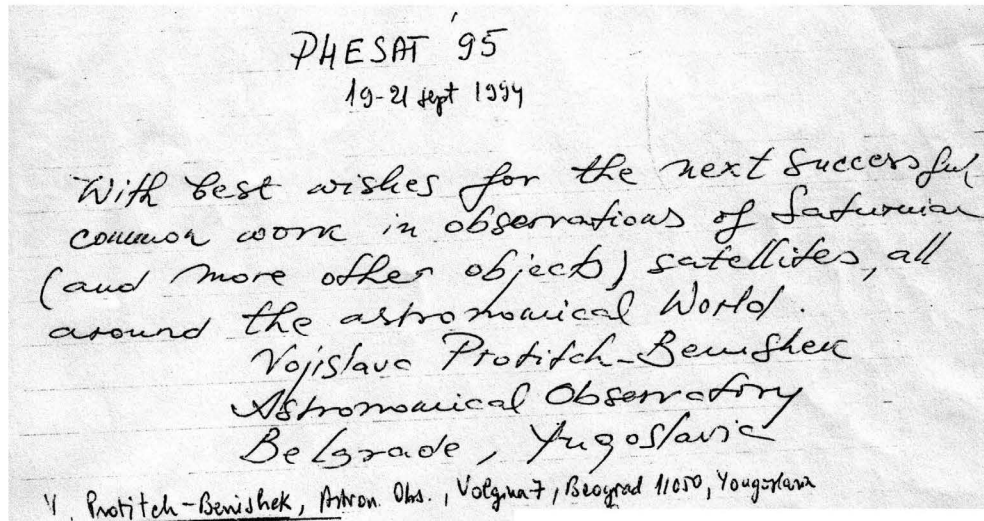 PHESAT '95
19-21 sept 1994
With best wishes for the next successful
common work in observations of Saturnian
(and more other objects) satellites, all
around the astronomical World.
Vojislava Protitch-Benishek
Astronomical Observatory
Belgrade, Yugoslavia
V. Protitch-Benishek, Astron. Obs., Volgina 7, Beograd 11050, Yougoslavia